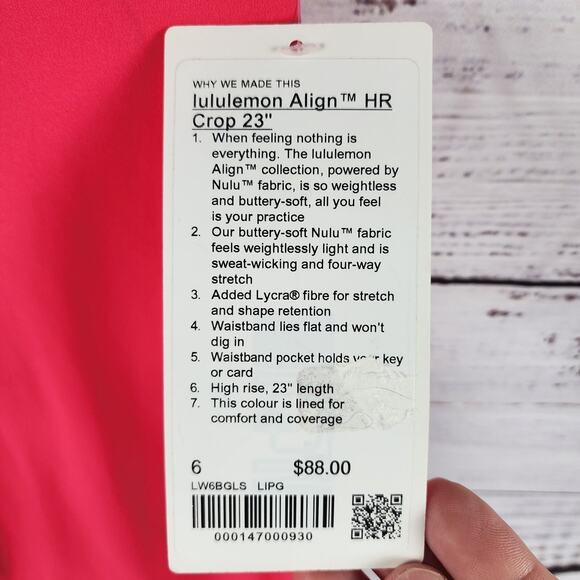 WHY WE MADE THIS
lululemon Align™ HR
Crop 23"
1. When feeling nothing is
everything. The lululemon
Align™ collection, powered by
Nulu™ fabric, is so weightless
and buttery-soft, all you feel
is your practice
2. Our buttery-soft Nulu™ fabric
feels weightlessly light and is
sweat-wicking and four-way
stretch
3. Added Lycra® fibre for stretch
and shape retention
4. Waistband lies flat and won't
dig in
5. Waistband pocket holds your key
or card
6. High rise, 23" length
7. This colour is lined for
comfort and coverage
6 $88.00
LW6BGLS LIPG
000147000930